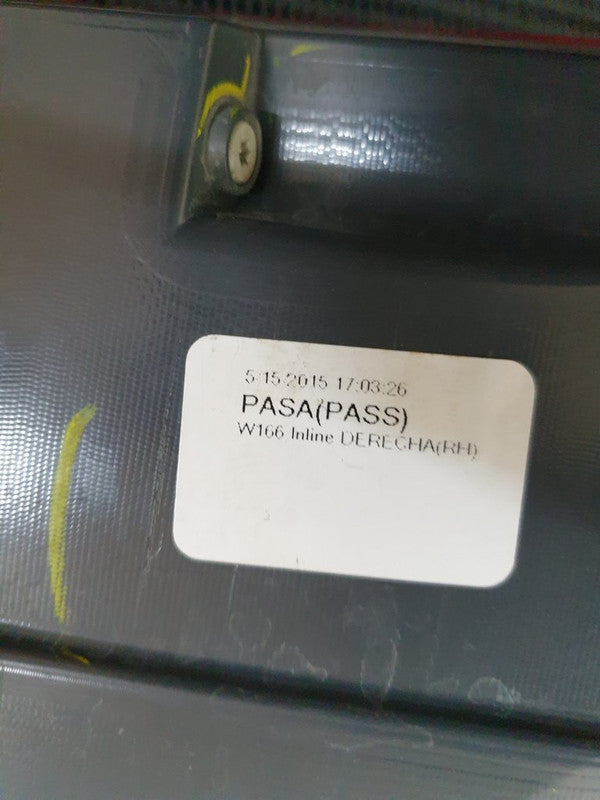 5-15-2015 17:03:26
PASA(PASS)
W166 Inline DERECHA(RH)